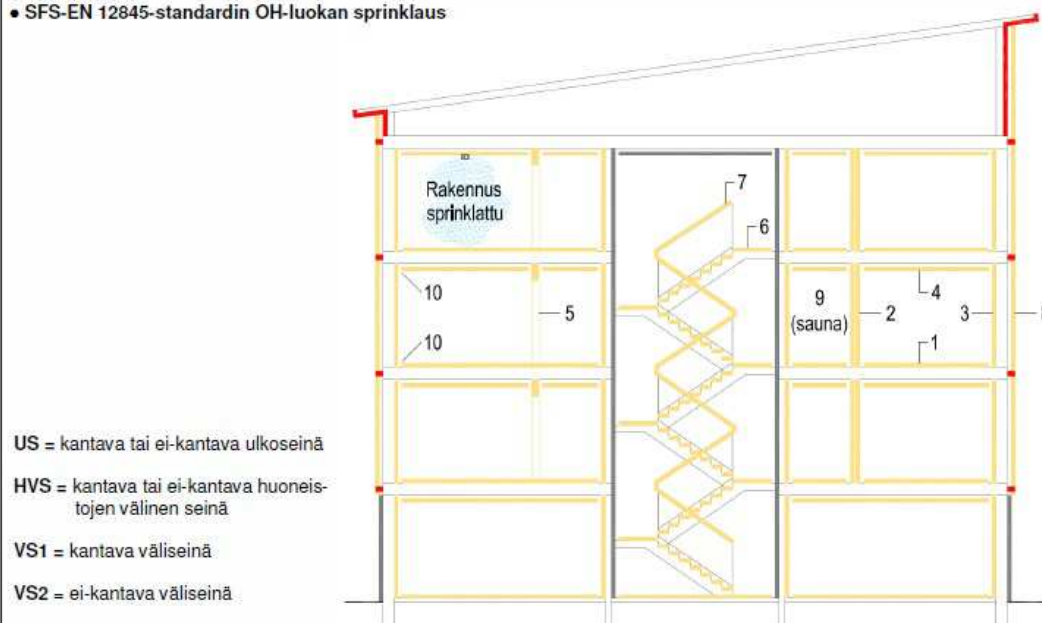 • SFS-EN 12845-standardin OH-luokan sprinklaus
Rakennus
sprinklattu
7
6
10
5
9
(sauna)
2
4
3
10
1
US = kantava tai ei-kantava ulkoseinä
HVS = kantava tai ei-kantava huoneis-
tojen välinen seinä
VS1 = kantava väliseinä
VS2 = ei-kantava väliseinä